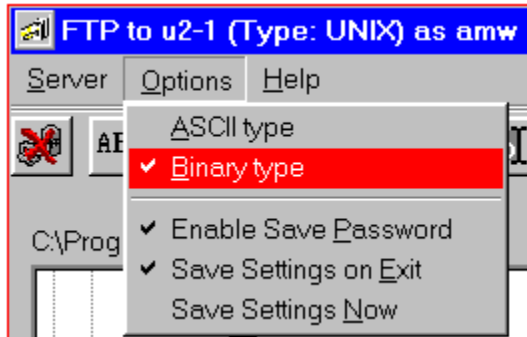 FTP to u2-1 (Type: UNIX) as amw
Server Options Help
ASCII type
Binary type
C:\Prog
Enable Save Password
Save Settings on Exit
Save Settings Now